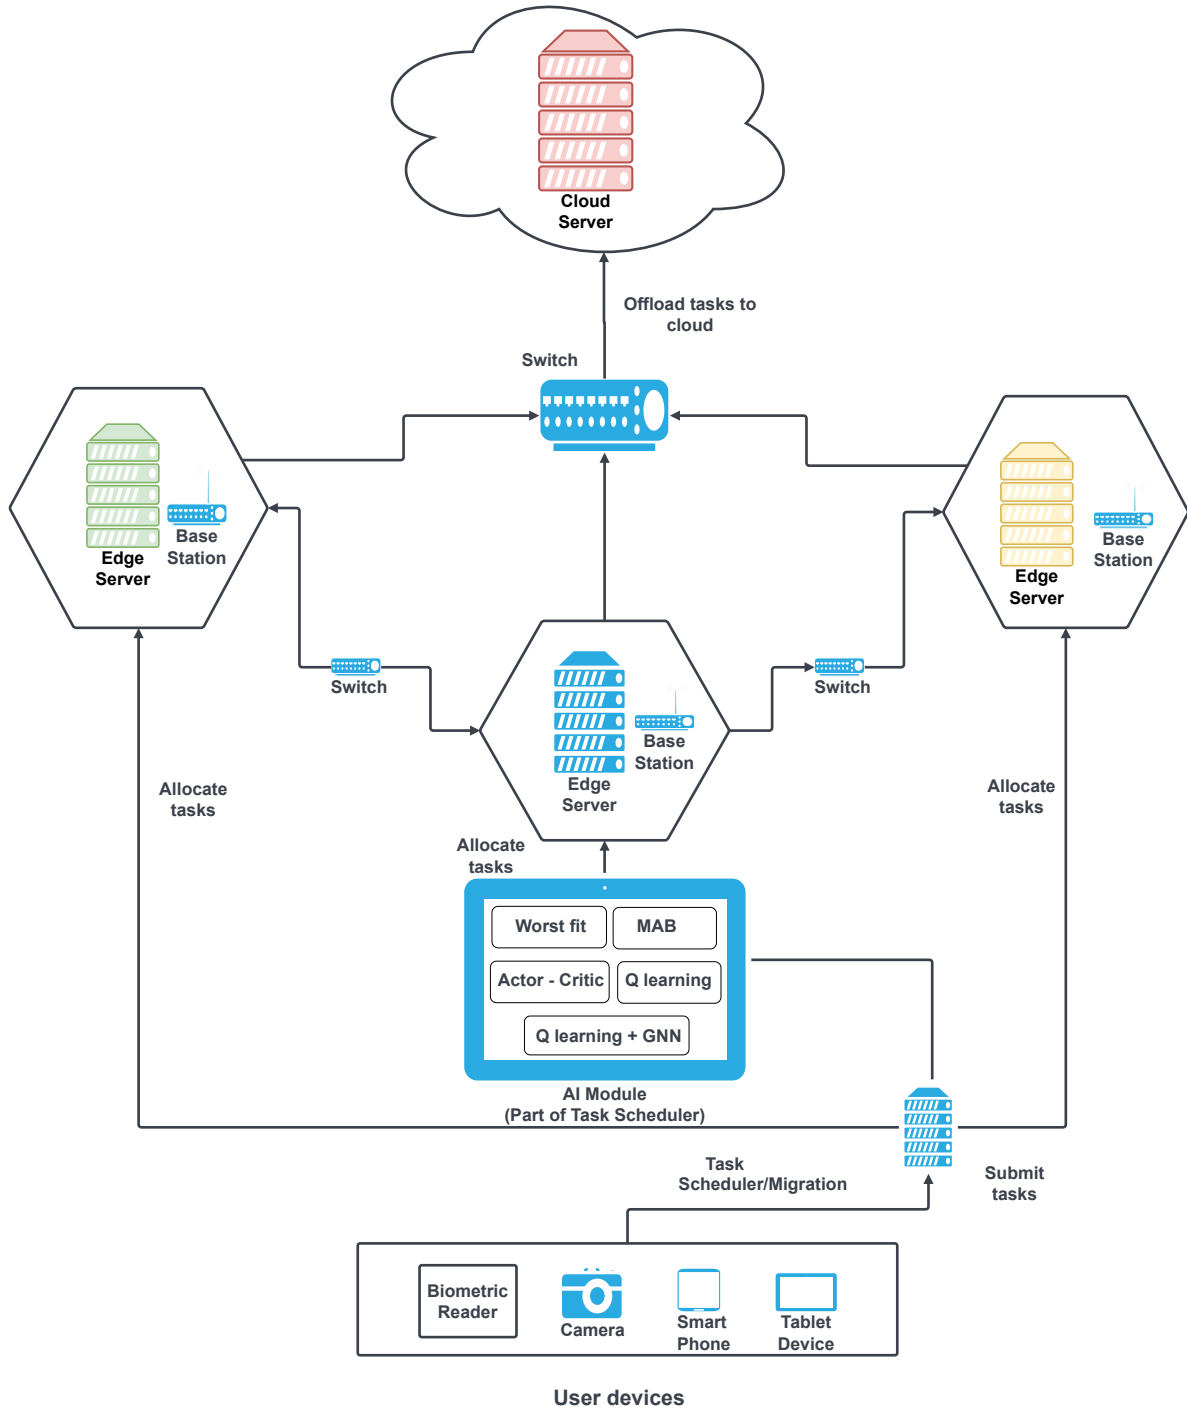 Cloud
Server
Offload tasks to
cloud
Switch
Edge
Server
Base
Station
Edge
Server
Base
Station
Switch
Switch
Edge
Server
Base
Station
Allocate
tasks
Allocate
tasks
Allocate
tasks
Worst fit
MAB
Actor - Critic
Q learning
Q learning + GNN
AI Module
(Part of Task Scheduler)
Task
Scheduler/Migration
Submit
tasks
Biometric
Reader
Camera
Smart
Phone
Tablet
Device
User devices